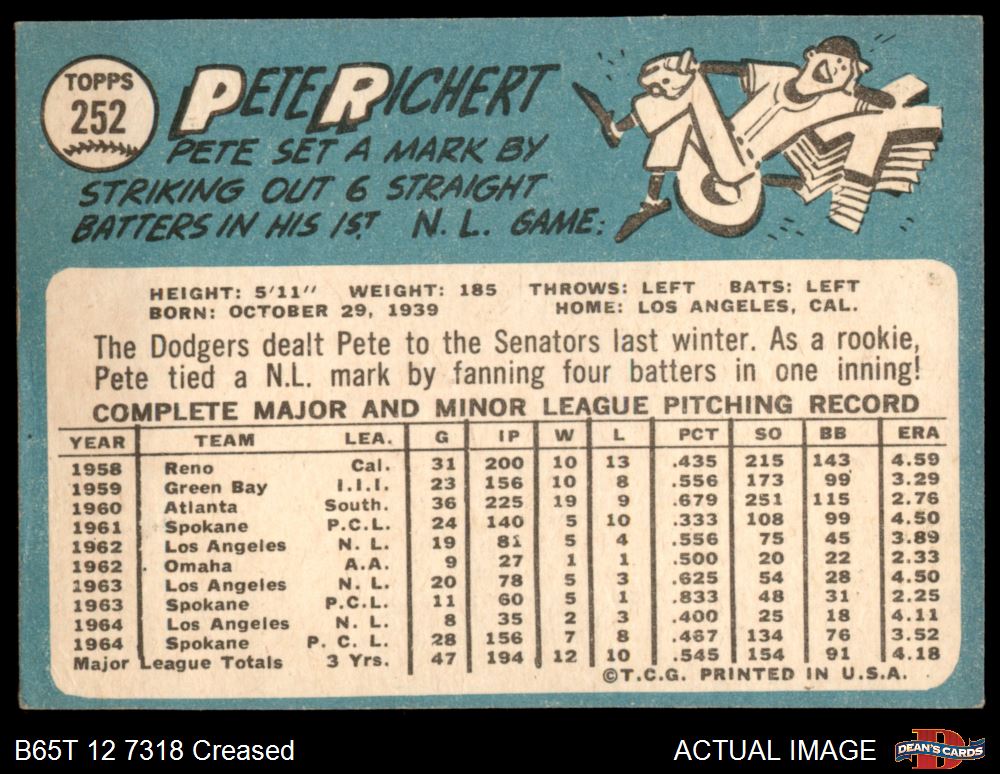 TOPPS
252
PETE RICHERT
PETE SET A MARK BY
STRIKING OUT 6 STRAIGHT
BATTERS IN HIS 1ST N. L. GAME:
K
HEIGHT: 5'11" WEIGHT: 185 THROWS: LEFT BATS: LEFT
BORN: OCTOBER 29, 1939 HOME: LOS ANGELES, CAL.
The Dodgers dealt Pete to the Senators last winter. As a rookie,
Pete tied a N.L. mark by fanning four batters in one inning!
COMPLETE MAJOR AND MINOR LEAGUE PITCHING RECORD
YEAR TEAM LEA. G IP W L PCT SO BB ERA
1958 Reno Cal. 31 200 10 13 .435 215 143 4.59
1959 Green Bay I.I.I. 23 156 10 8 .556 173 99 3.29
1960 Atlanta South. 36 225 19 9 .679 251 115 2.76
1961 Spokane P.C.L. 24 140 5 10 .333 108 99 4.50
1962 Los Angeles N. L. 19 81 5 4 .556 75 45 3.89
1962 Omaha A.A. 9 27 1 1 .500 20 22 2.33
1963 Los Angeles N. L. 20 78 5 3 .625 54 28 4.50
1963 Spokane P.C.L. 11 60 5 1 .833 48 31 2.25
1964 Los Angeles N. L. 8 35 2 3 .400 25 18 4.11
1964 Spokane P. C. L. 28 156 7 8 .467 134 76 3.52
Major League Totals 3 Yrs. 47 194 12 10 .545 154 91 4.18
©T.C.G. PRINTED IN U.S.A.
B65T 12 7318 Creased
ACTUAL IMAGE
D
DEAN'S CARDS